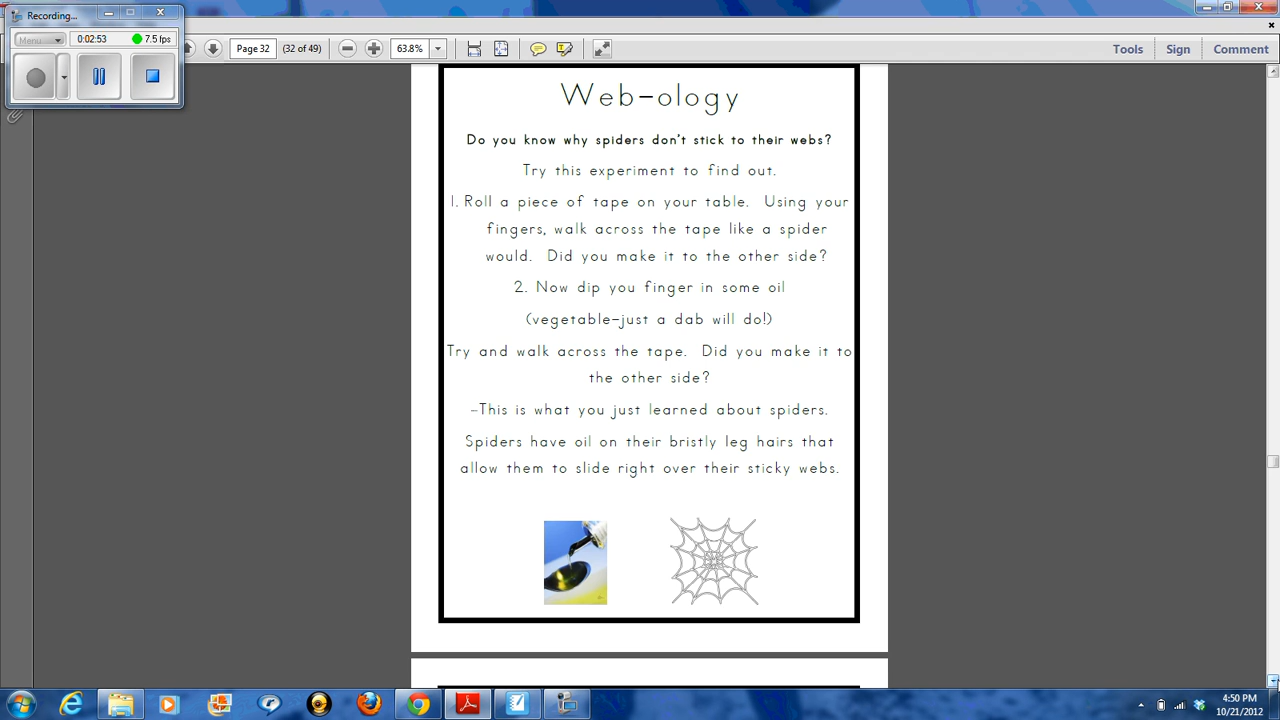 Recording...
Menu
0:02:53
7.5 fps
Page 32
(32 of 49)
63.8%
Tools
Sign
Comment
Web-ology
Do you know why spiders don't stick to their webs?
Try this experiment to find out.
1. Roll a piece of tape on your table. Using your
fingers, walk across the tape like a spider
would. Did you make it to the other side?
2. Now dip you finger in some oil
(vegetable-just a dab will do!)
Try and walk across the tape. Did you make it to
the other side?
-This is what you just learned about spiders.
Spiders have oil on their bristly leg hairs that
allow them to slide right over their sticky webs.
4:50 PM
10/21/2012